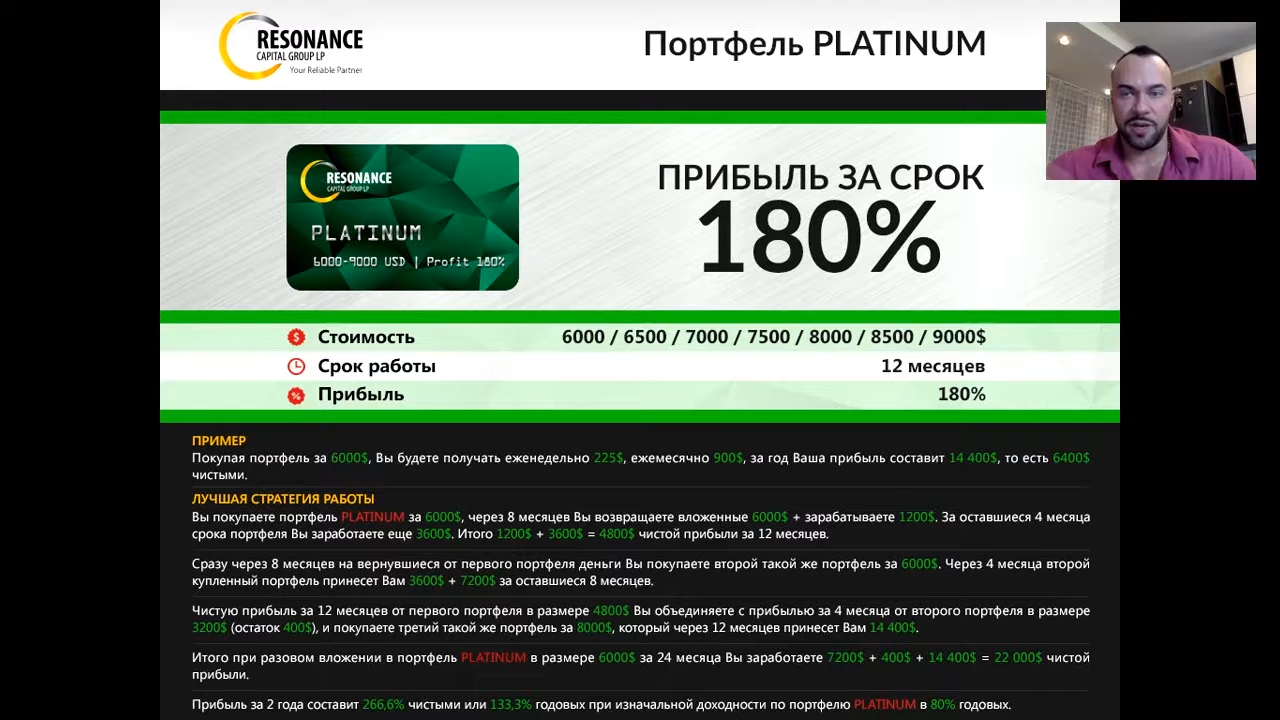 RESONANCE
CAPITAL GROUP LP
Your Reliable Partner
Портфель PLATINUM
RESONANCE
CAPITAL GROUP LP
PLATINUM
6000-9000 USD | Profit 180%
ПРИБЫЛЬ ЗА СРОК
180%
Стоимость 6000 / 6500 / 7000 / 7500 / 8000 / 8500 / 9000$
Срок работы 12 месяцев
Прибыль 180%
ПРИМЕР
Покупая портфель за 6000$, Вы будете получать еженедельно 225$, ежемесячно 900$, за год Ваша прибыль составит 14 400$, то есть 6400$
чистыми.
ЛУЧШАЯ СТРАТЕГИЯ РАБОТЫ
Вы покупаете портфель PLATINUM за 6000$, через 8 месяцев Вы возвращаете вложенные 6000$ + зарабатываете 1200$. За оставшиеся 4 месяца
срока портфеля Вы заработаете еще 3600$. Итого 1200$ + 3600$ = 4800$ чистой прибыли за 12 месяцев.
Сразу через 8 месяцев на вернувшиеся от первого портфеля деньги Вы покупаете второй такой же портфель за 6000$. Через 4 месяца второй
купленный портфель принесет Вам 3600$ + 7200$ за оставшиеся 8 месяцев.
Чистую прибыль за 12 месяцев от первого портфеля в размере 4800$ Вы объединяете с прибылью за 4 месяца от второго портфеля в размере
3200$ (остаток 400$), и покупаете третий такой же портфель за 8000$, который через 12 месяцев принесет Вам 14 400$.
Итого при разовом вложении в портфель PLATINUM в размере 6000$ за 24 месяца Вы заработаете 7200$ + 400$ + 14 400$ = 22 000$ чистой
прибыли.
Прибыль за 2 года составит 266,6% чистыми или 133,3% годовых при изначальной доходности по портфелю PLATINUM в 80% годовых.